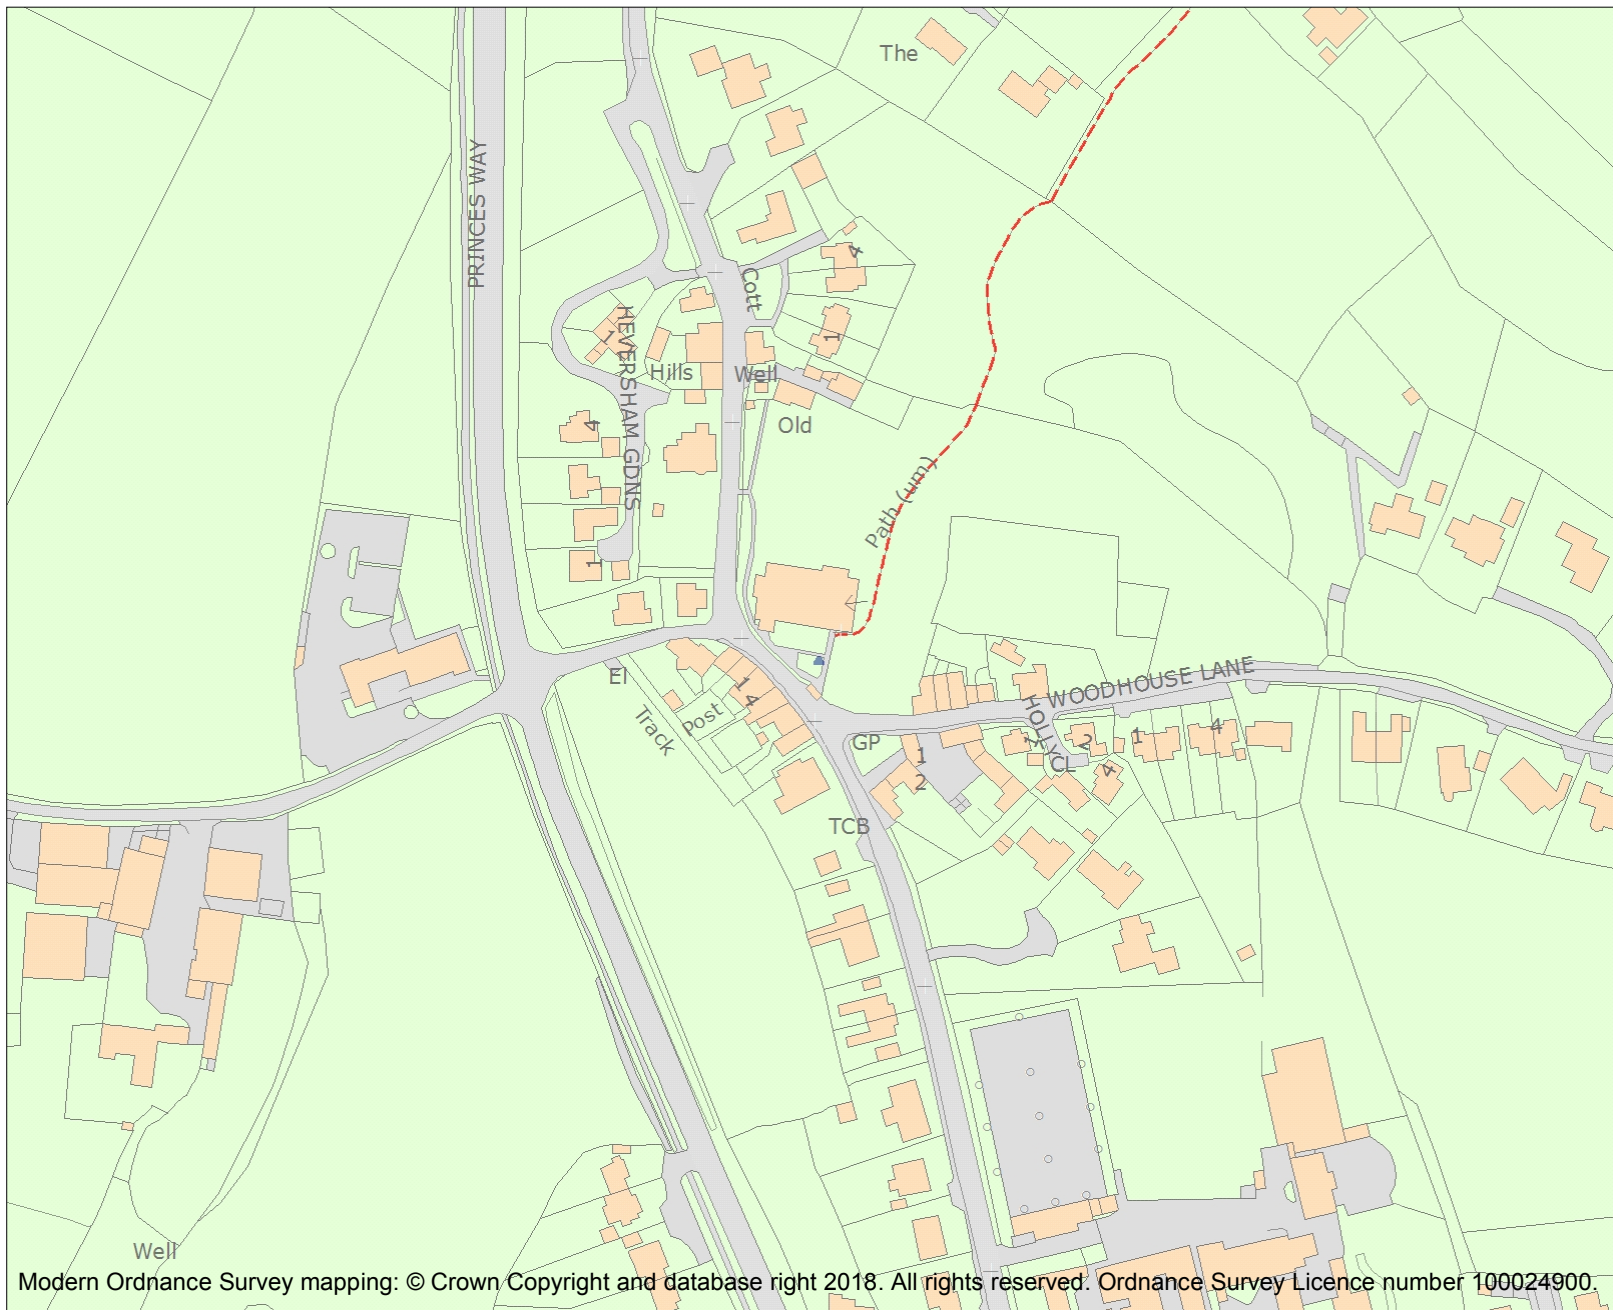 The
PRINCES WAY
4
Cott
HEVERSHAM GDNS
1
1
Hills
Well
Old
4
Path (um)
1
El
WOODHOUSE LANE
1
4
Post
Track
HOLLY
CL
1
2
1
4
4
GP
1
2
TCB
Well
Modern Ordnance Survey mapping: © Crown Copyright and database right 2018. All rights reserved. Ordnance Survey Licence number 100024900.